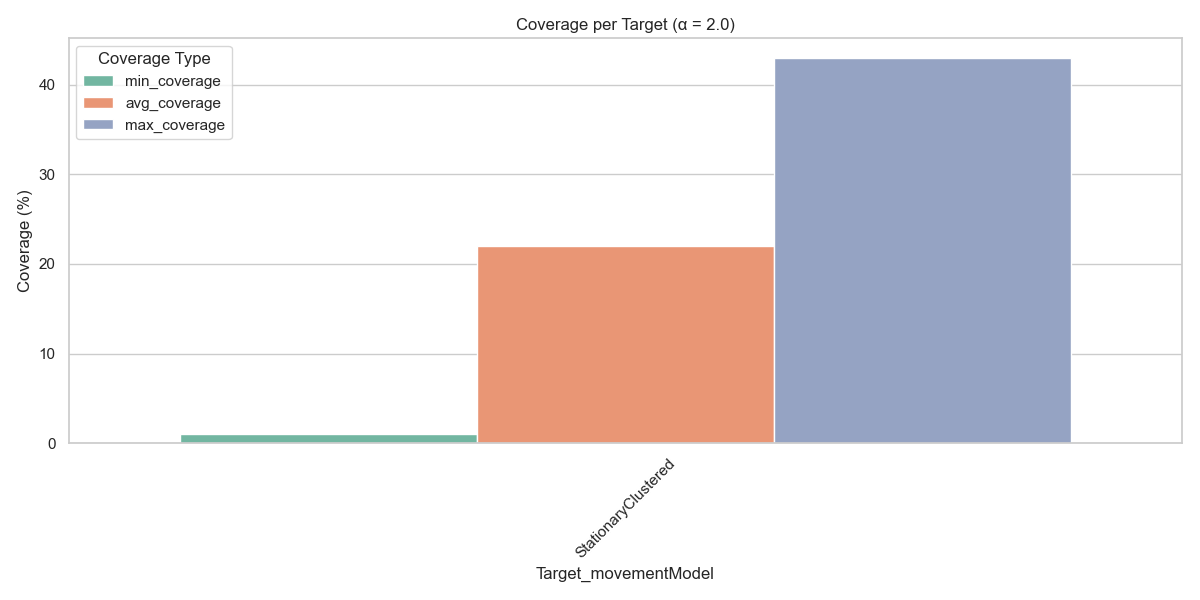 Coverage per Target (α = 2.0)
Coverage Type
min_coverage
avg_coverage
max_coverage
Coverage (%)
40
30
20
10
0
StationaryClustered
Target_movementModel